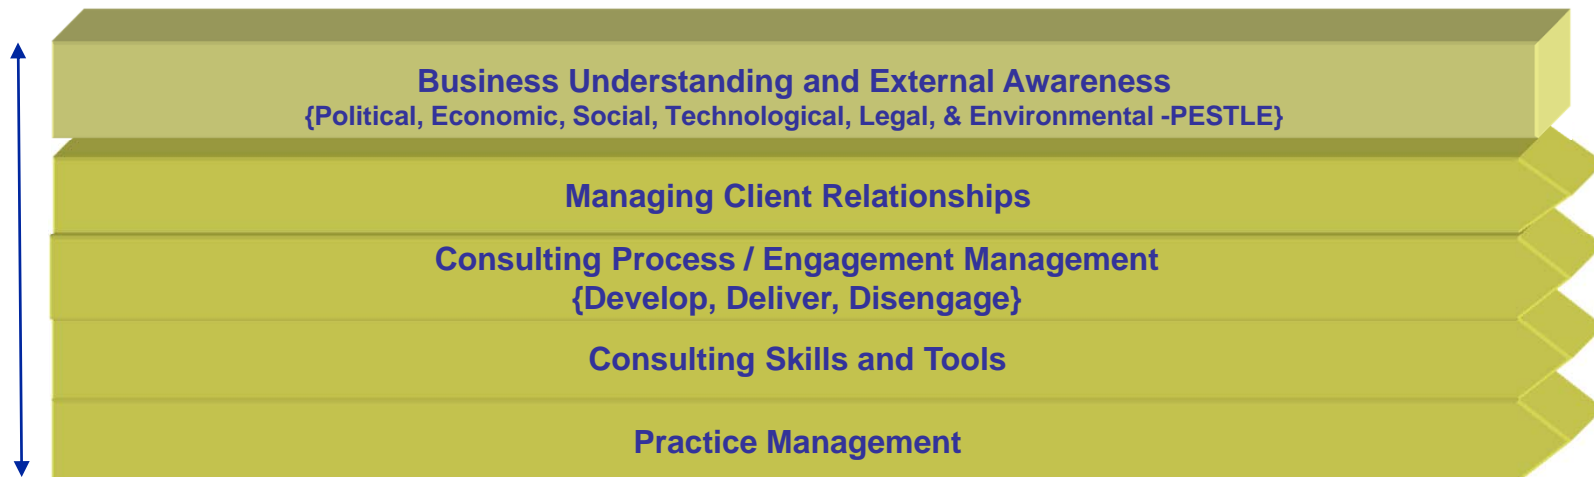 Business Understanding and External Awareness
{Political, Economic, Social, Technological, Legal, & Environmental -PESTLE}
Managing Client Relationships
Consulting Process / Engagement Management
{Develop, Deliver, Disengage}
Consulting Skills and Tools
Practice Management